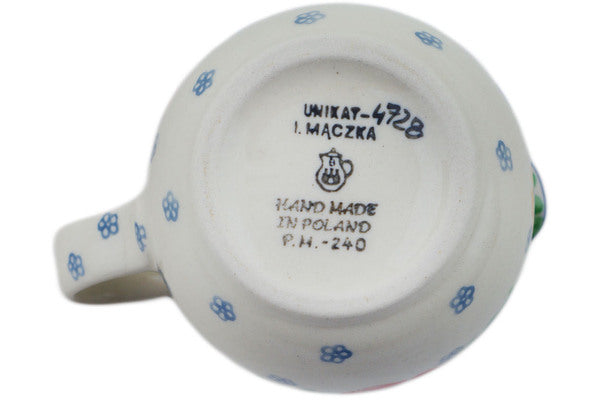 UNIKAT-4728
I. MĄCZKA
HAND MADE
IN POLAND
P.M.-240